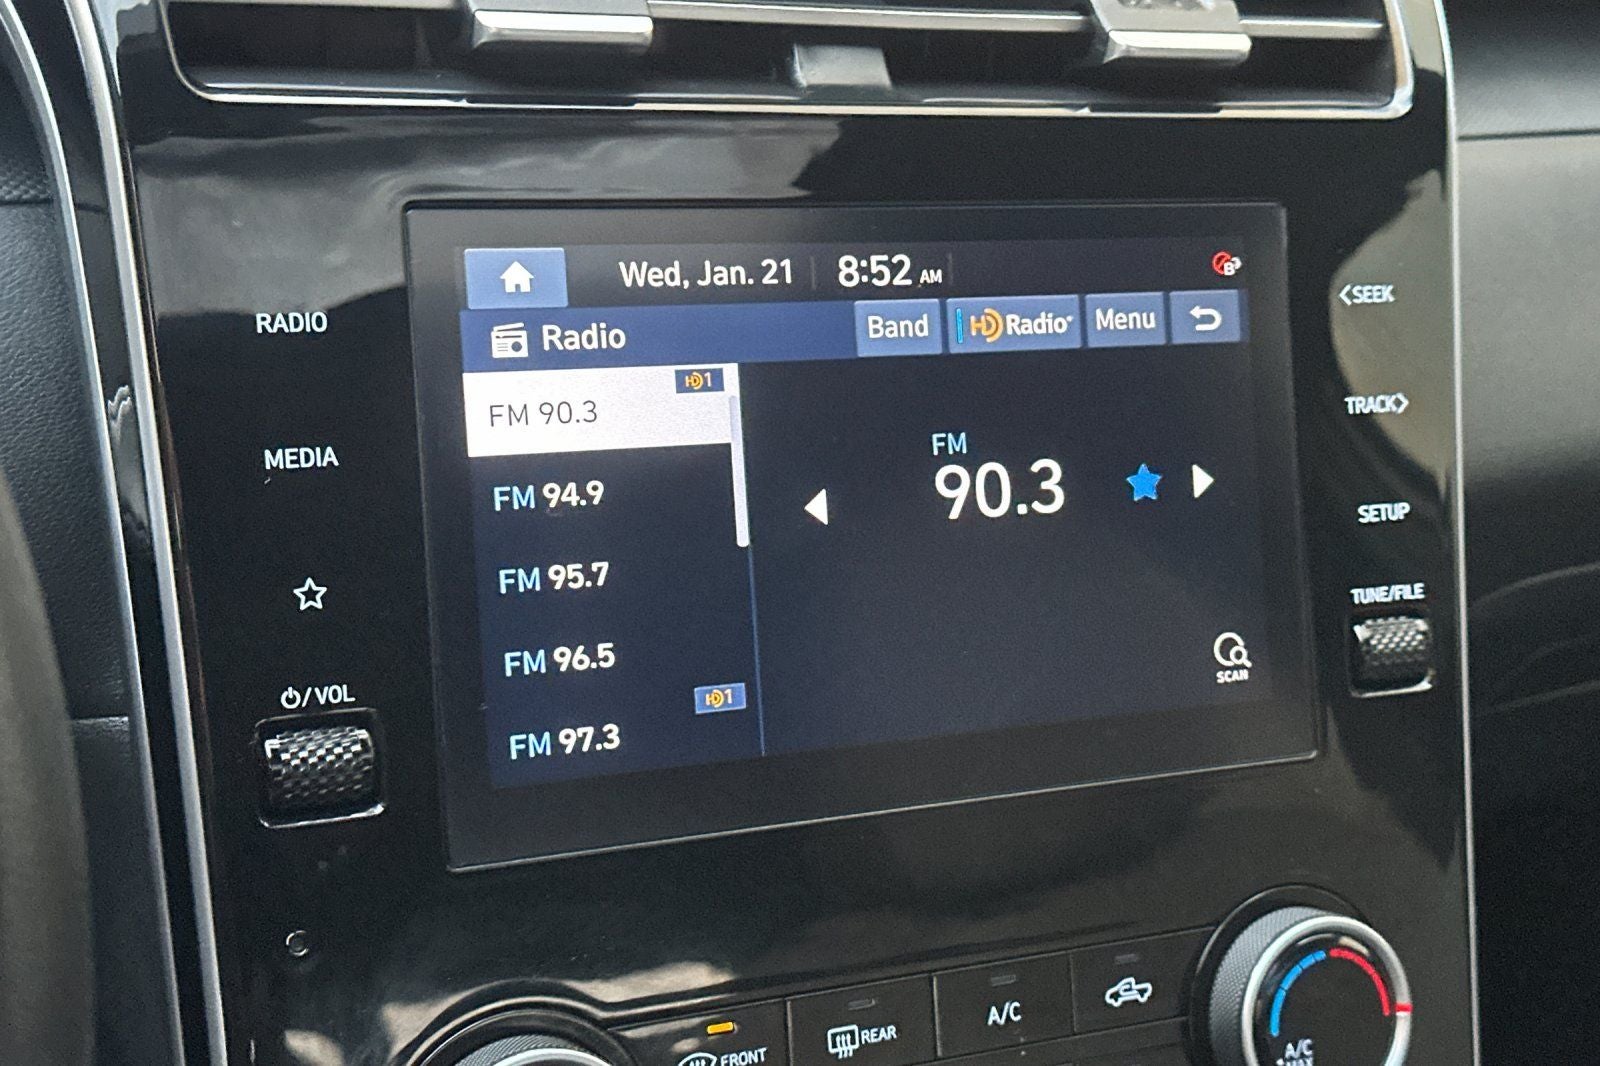 Wed, Jan. 21 8:52 AM
RADIO
Radio Band HD Radio Menu
<SEEK
HD1
FM 90.3
MEDIA
FM 94.9
FM
90.3
TRACK>
FM 95.7
SETUP
FM 96.5
SCAN
TUNE/FILE
/VOL
HD1
FM 97.3
FRONT
REAR
A/C
A/C
MAX